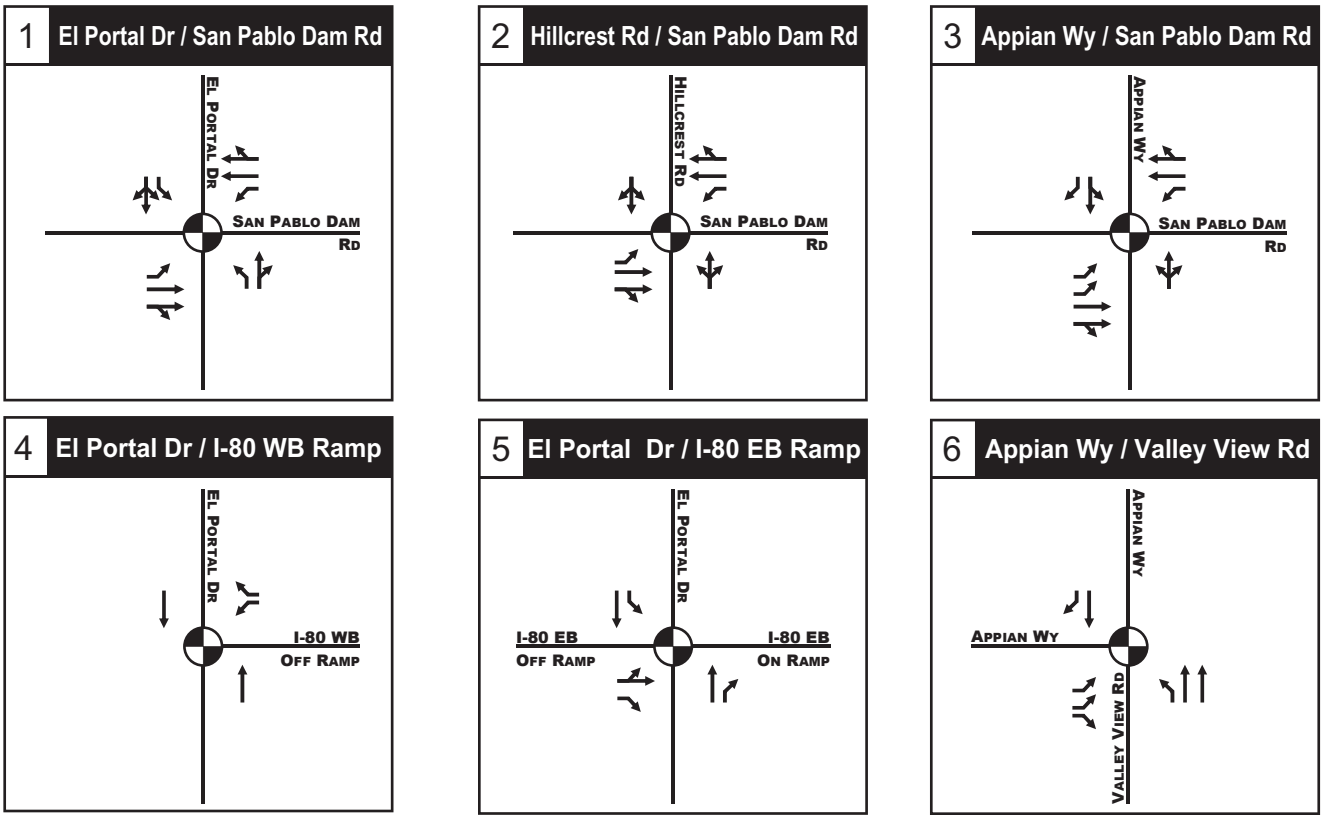 1 El Portal Dr / San Pablo Dam Rd
EL PORTAL DR
SAN PABLO DAM
RD
2 Hillcrest Rd / San Pablo Dam Rd
HILLCREST RD
SAN PABLO DAM
RD
3 Appian Wy / San Pablo Dam Rd
APPIAN WY
SAN PABLO DAM
RD
4 El Portal Dr / I-80 WB Ramp
EL PORTAL DR
I-80 WB
OFF RAMP
5 El Portal Dr / I-80 EB Ramp
EL PORTAL DR
I-80 EB
OFF RAMP
I-80 EB
ON RAMP
6 Appian Wy / Valley View Rd
APPIAN WY
APPIAN WY
VALLEY VIEW RD